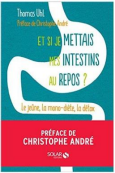 Thomas Uhl
Préface de Christophe André
ET SI JE METTAIS
MES INTESTINS
AU REPOS ?
Le jeûne, la mono-diète, la détox
PRÉFACE DE
CHRISTOPHE ANDRÉ
SOLAR